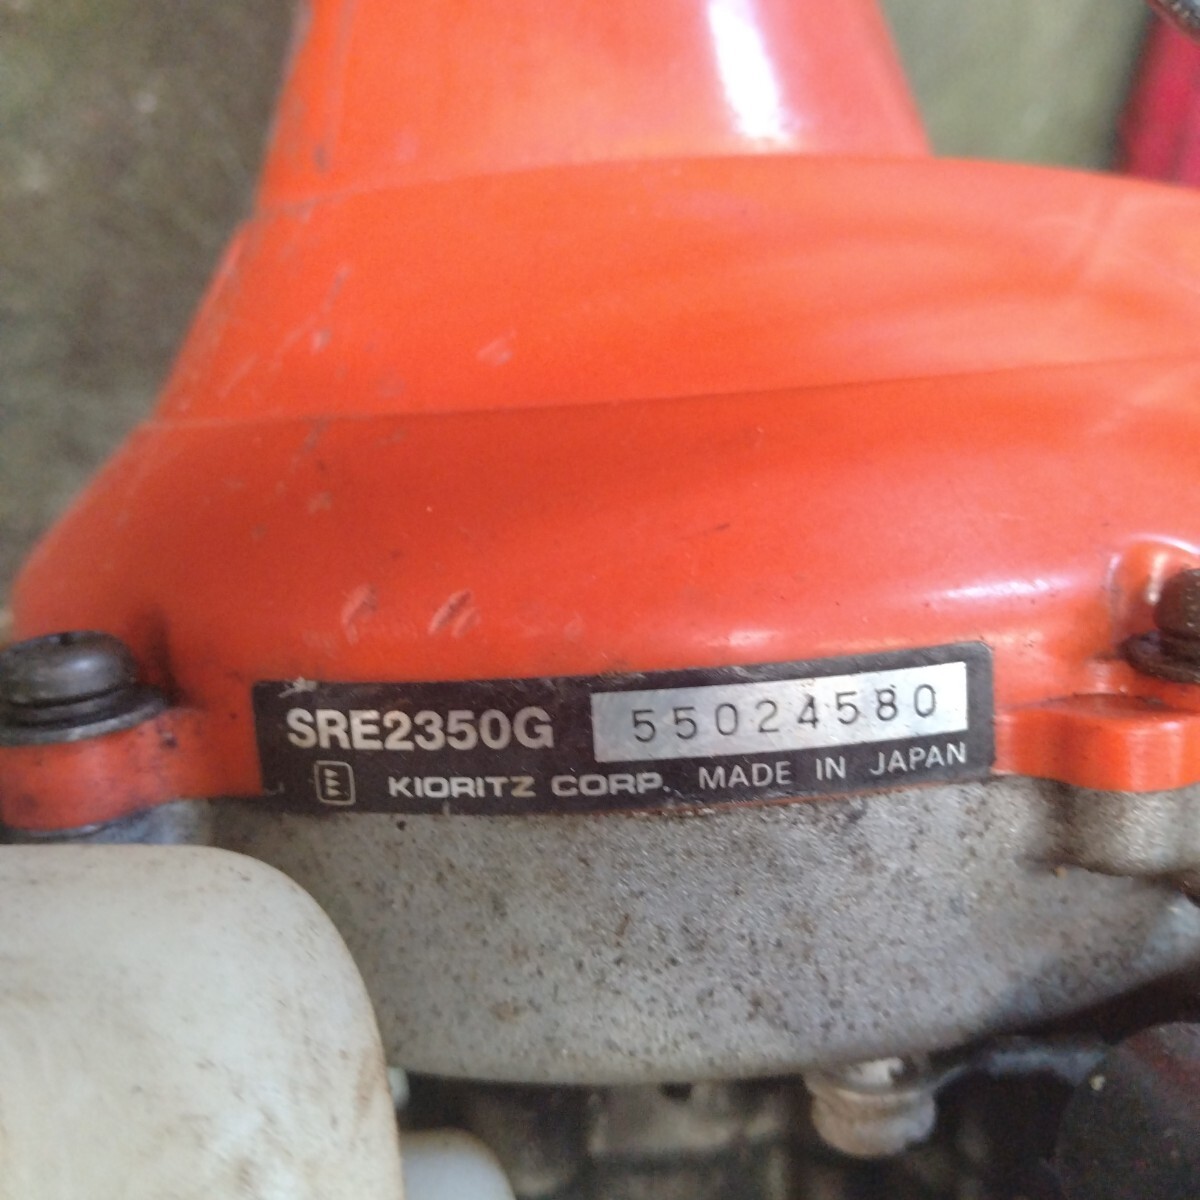 SRE2350G 55024580
KIORITZ CORP. MADE IN JAPAN